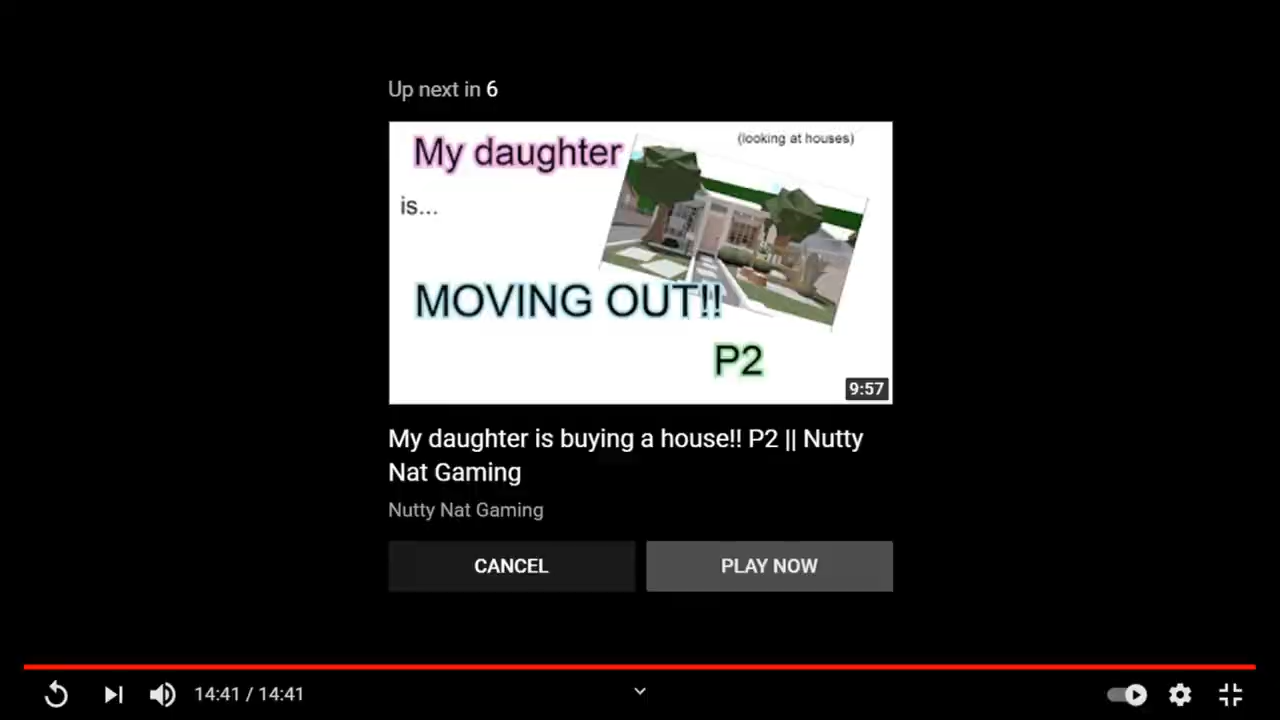 Up next in 6
My daughter
(looking at houses)
is...
MOVING OUT!!
P2
9:57
My daughter is buying a house!! P2 || Nutty
Nat Gaming
Nutty Nat Gaming
CANCEL
PLAY NOW
14:41 / 14:41